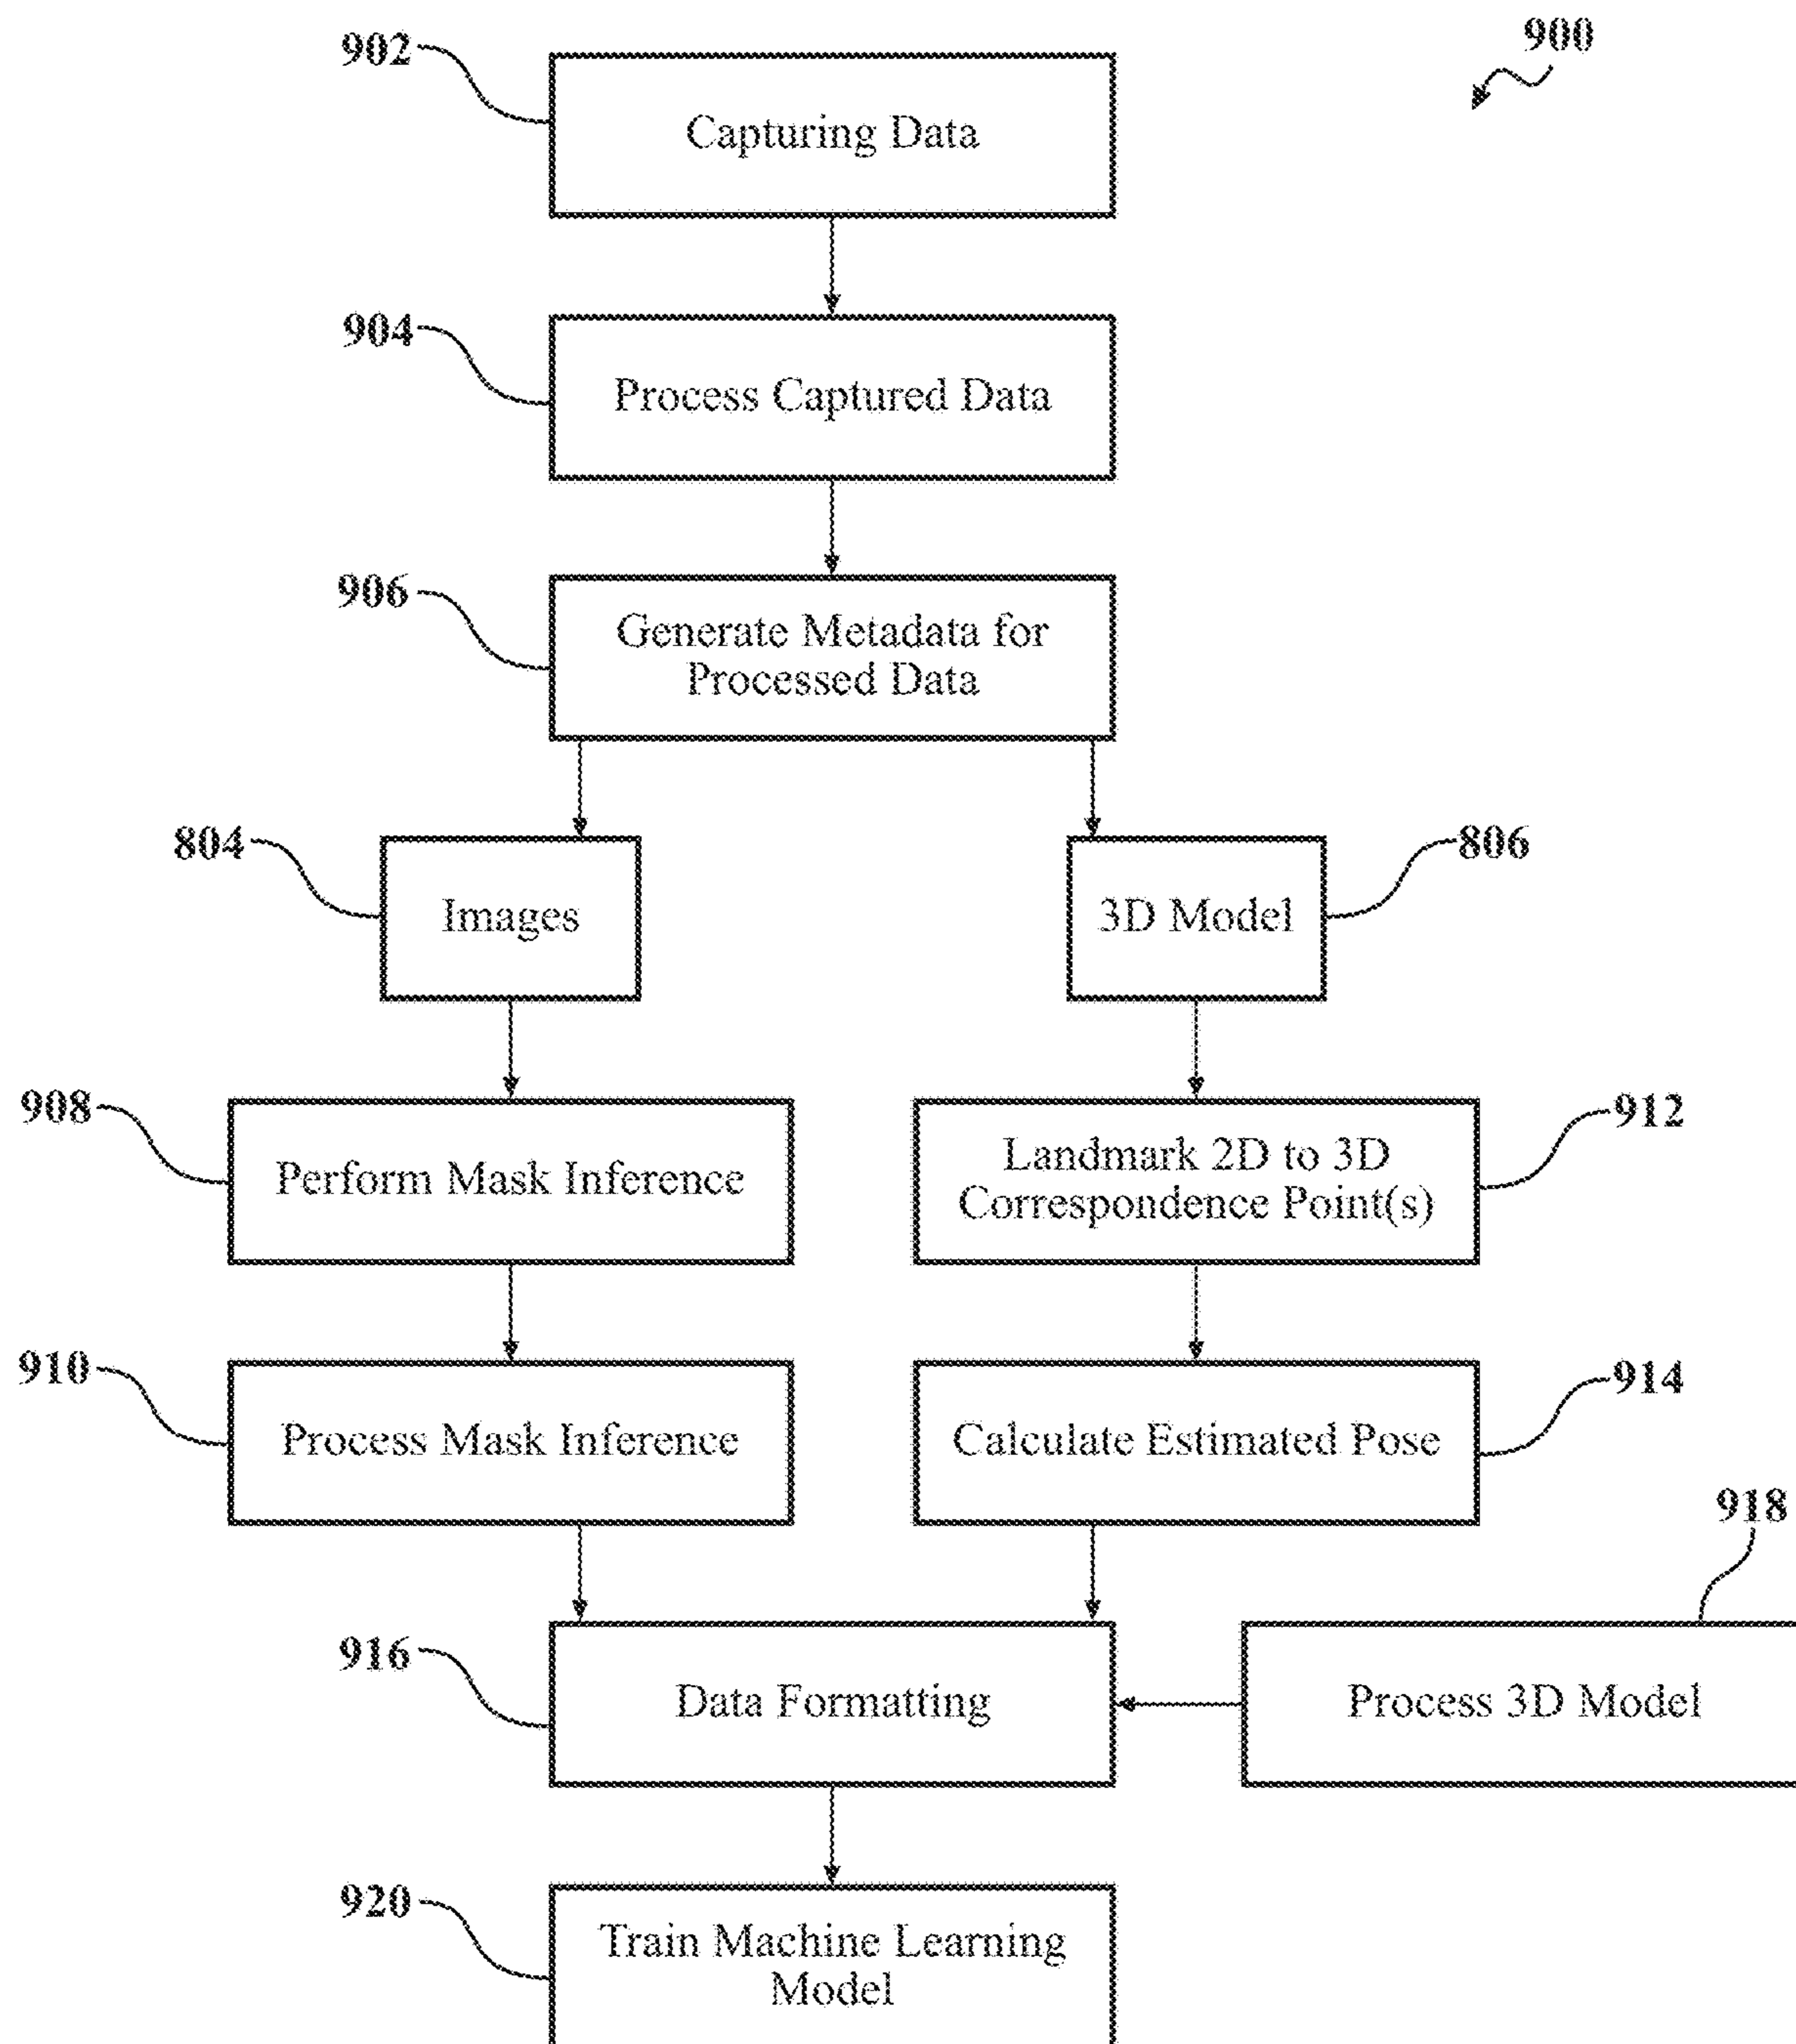 900
902
Capturing Data
904
Process Captured Data
906
Generate Metadata for
Processed Data
804
Images
806
3D Model
908
Perform Mask Inference
912
Landmark 2D to 3D
Correspondence Point(s)
910
Process Mask Inference
914
Calculate Estimated Pose
918
916
Data Formatting
Process 3D Model
920
Train Machine Learning
Model